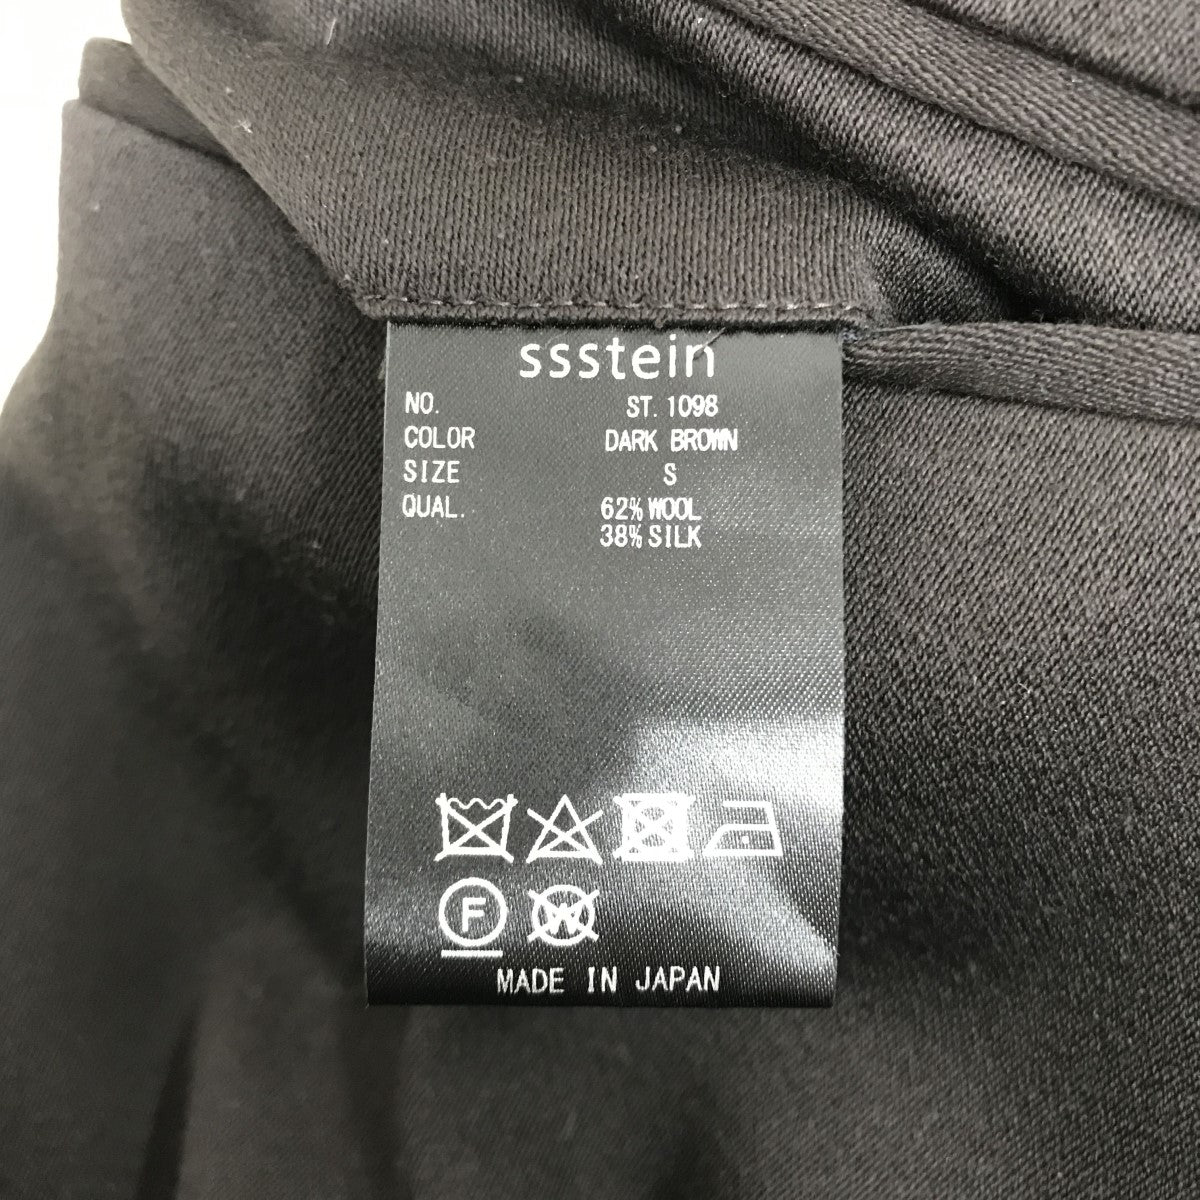 ssstein
NO. ST. 1098
COLOR DARK BROWN
SIZE S
QUAL. 62% WOOL
38% SILK
F W
MADE IN JAPAN